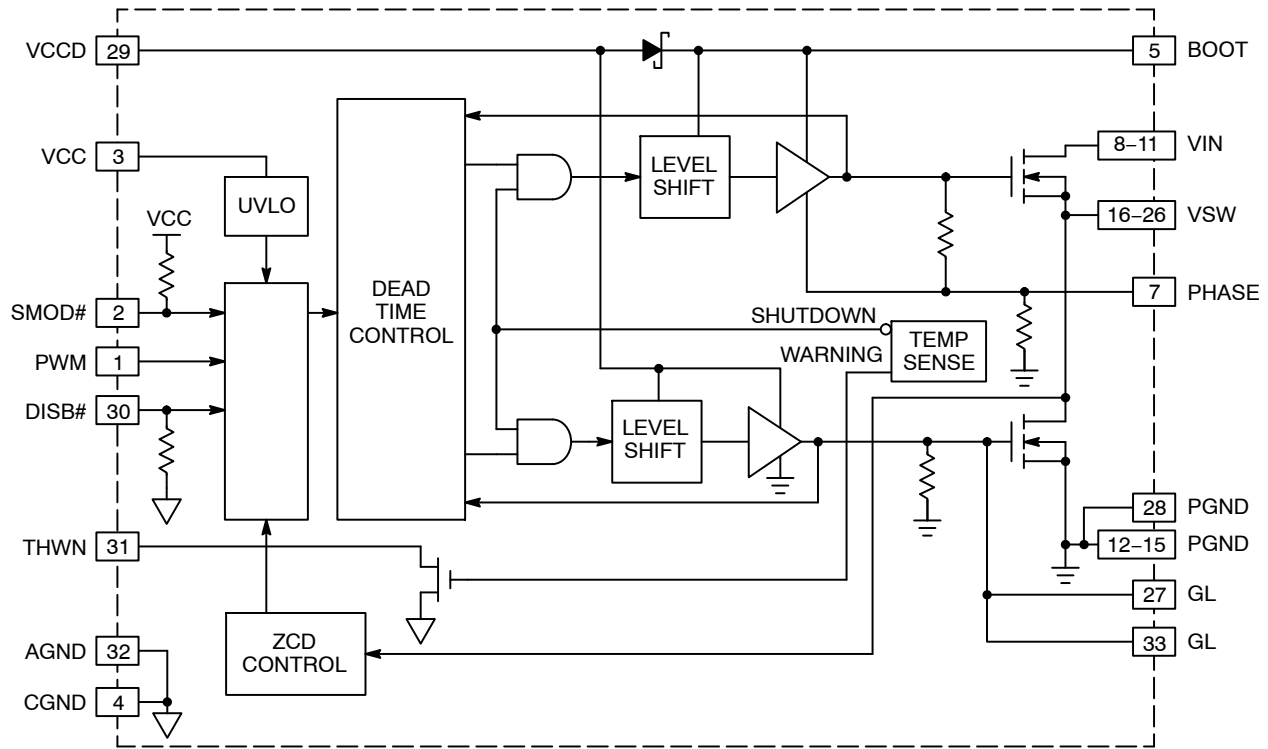 VCCD 29
5 BOOT
VCC 3
8–11 VIN
LEVEL
SHIFT
UVLO
VCC
16–26 VSW
DEAD
TIME
CONTROL
7 PHASE
SMOD# 2
SHUTDOWN
TEMP
SENSE
PWM 1
WARNING
DISB# 30
LEVEL
SHIFT
28 PGND
THWN 31
12–15 PGND
27 GL
ZCD
CONTROL
33 GL
AGND 32
CGND 4